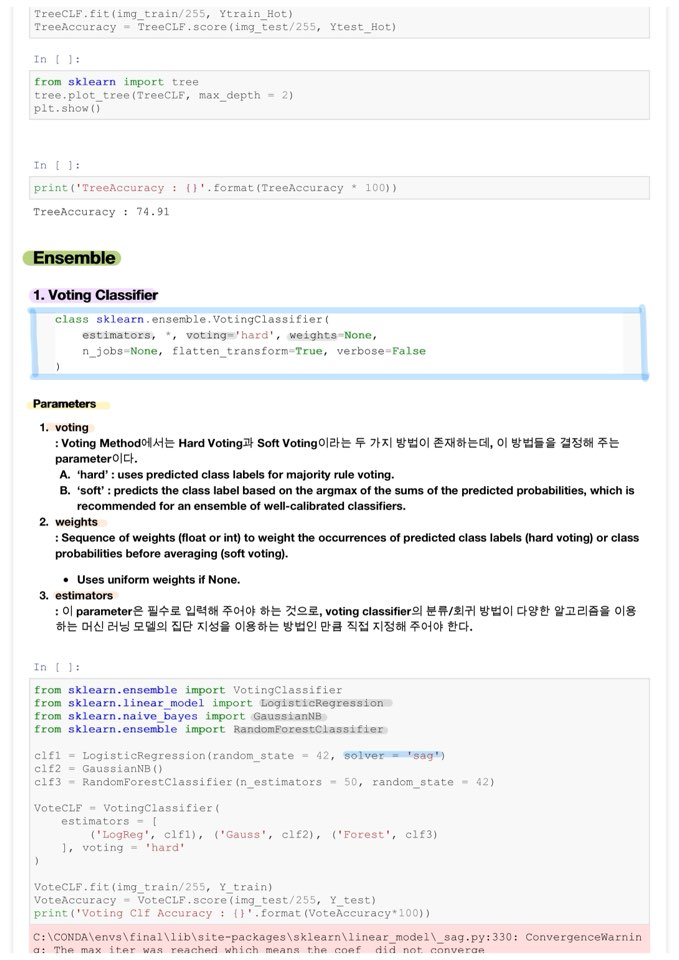 TreeCLF.fit(img_train/255, Ytrain_Hot)
TreeAccuracy = TreeCLF.score(img_test/255, Ytest_Hot)
In [ ]:
from sklearn import tree
tree.plot_tree(TreeCLF, max_depth = 2)
plt.show()
In [ ]:
print('TreeAccuracy : {}'.format(TreeAccuracy * 100))
TreeAccuracy : 74.91
Ensemble
1. Voting Classifier
class sklearn.ensemble.VotingClassifier(
estimators, *, voting='hard', weights=None,
n_jobs=None, flatten_transform=True, verbose=False
)
Parameters
1. voting
: Voting Method에서는 Hard Voting과 Soft Voting이라는 두 가지 방법이 존재하는데, 이 방법들을 결정해 주는
parameter이다.
A. ‘hard’ : uses predicted class labels for majority rule voting.
B. ‘soft’ : predicts the class label based on the argmax of the sums of the predicted probabilities, which is
recommended for an ensemble of well-calibrated classifiers.
2. weights
: Sequence of weights (float or int) to weight the occurrences of predicted class labels (hard voting) or class
probabilities before averaging (soft voting).
• Uses uniform weights if None.
3. estimators
: 이 parameter은 필수로 입력해 주어야 하는 것으로, voting classifier의 분류/회귀 방법이 다양한 알고리즘을 이용
하는 머신 러닝 모델의 집단 지성을 이용하는 방법인 만큼 직접 지정해 주어야 한다.
In [ ]:
from sklearn.ensemble import VotingClassifier
from sklearn.linear_model import LogisticRegression
from sklearn.naive_bayes import GaussianNB
from sklearn.ensemble import RandomForestClassifier
clf1 = LogisticRegression(random_state = 42, solver = 'sag')
clf2 = GaussianNB()
clf3 = RandomForestClassifier(n_estimators = 50, random_state = 42)
VoteCLF = VotingClassifier(
estimators = [
('LogReg', clf1), ('Gauss', clf2), ('Forest', clf3)
], voting = 'hard'
)
VoteCLF.fit(img_train/255, Y_train)
VoteAccuracy = VoteCLF.score(img_test/255, Y_test)
print('Voting Clf Accuracy : {}'.format(VoteAccuracy*100))
C:\CONDA\envs\final\lib\site-packages\sklearn\linear_model\_sag.py:330: ConvergenceWarnin
g: The max_iter was reached which means the coef_ did not converge